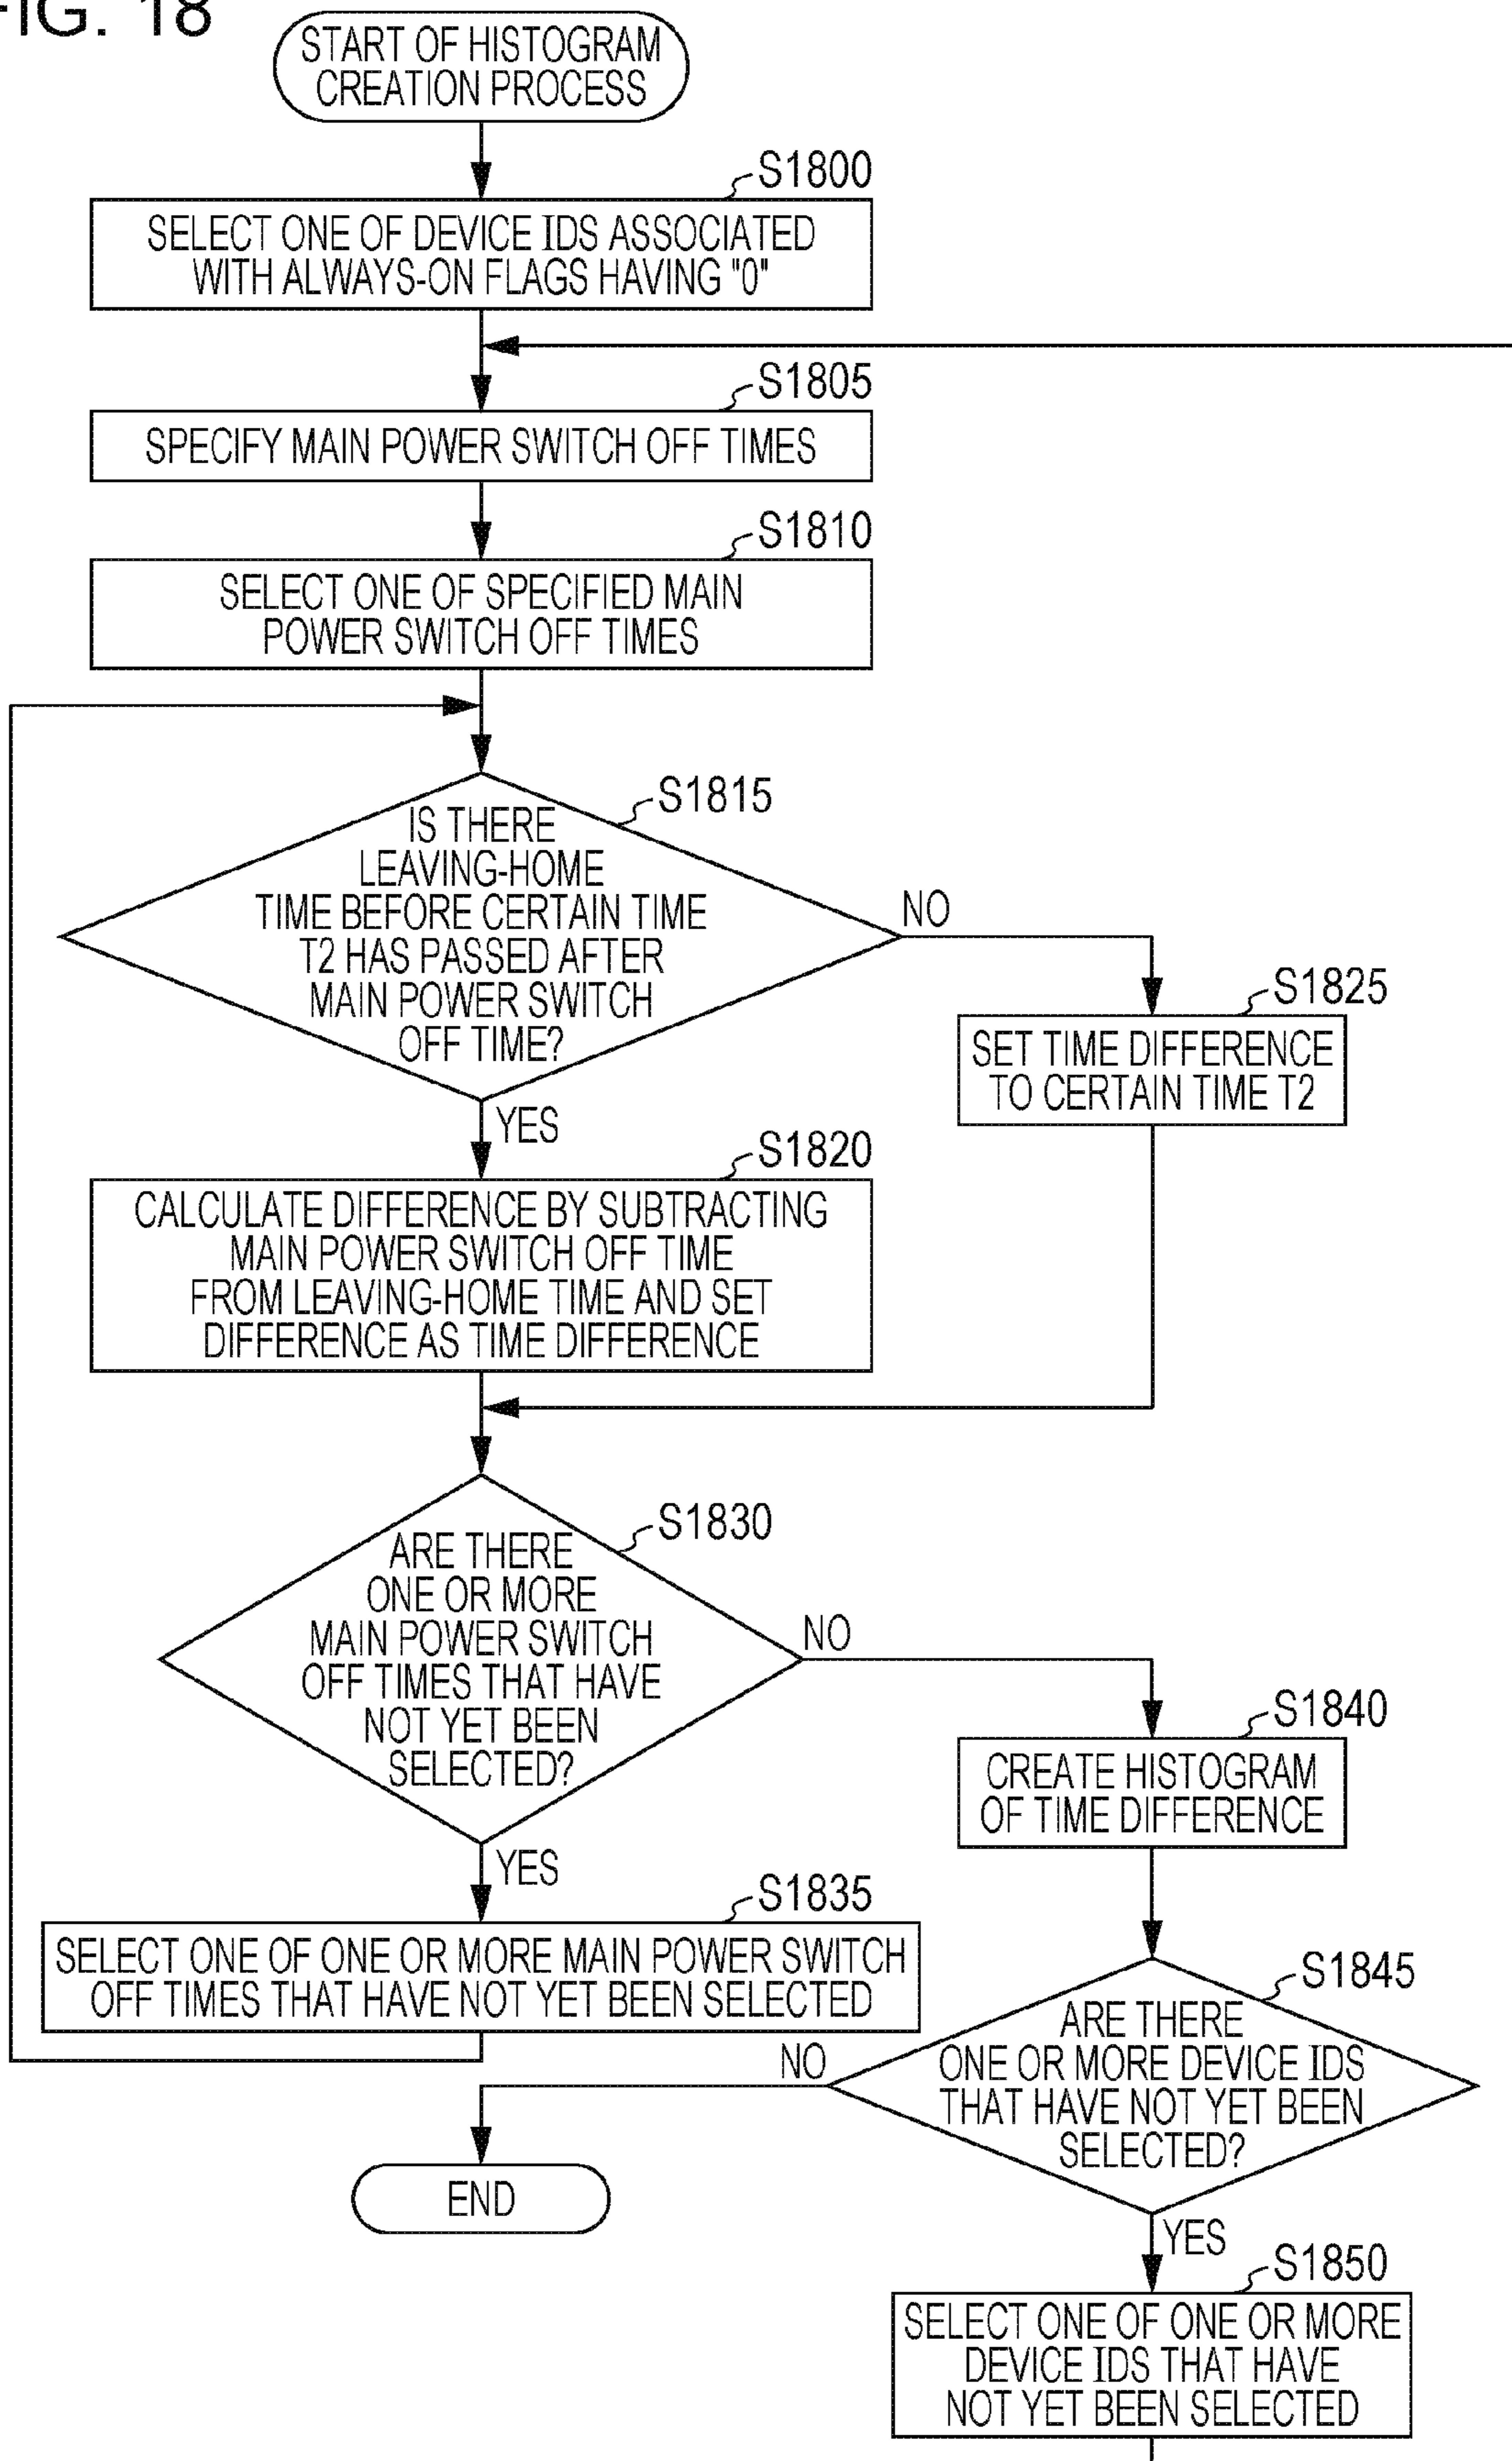 FIG. 18
START OF HISTOGRAM
CREATION PROCESS
S1800
SELECT ONE OF DEVICE IDS ASSOCIATED
WITH ALWAYS-ON FLAGS HAVING "0"
S1805
SPECIFY MAIN POWER SWITCH OFF TIMES
S1810
SELECT ONE OF SPECIFIED MAIN
POWER SWITCH OFF TIMES
S1815
IS THERE
LEAVING-HOME
TIME BEFORE CERTAIN TIME
T2 HAS PASSED AFTER
MAIN POWER SWITCH
OFF TIME?
NO
S1825
SET TIME DIFFERENCE
TO CERTAIN TIME T2
YES
S1820
CALCULATE DIFFERENCE BY SUBTRACTING
MAIN POWER SWITCH OFF TIME
FROM LEAVING-HOME TIME AND SET
DIFFERENCE AS TIME DIFFERENCE
S1830
ARE THERE
ONE OR MORE
MAIN POWER SWITCH
OFF TIMES THAT HAVE
NOT YET BEEN
SELECTED?
NO
S1840
CREATE HISTOGRAM
OF TIME DIFFERENCE
YES
S1835
SELECT ONE OF ONE OR MORE MAIN POWER SWITCH
OFF TIMES THAT HAVE NOT YET BEEN SELECTED
S1845
ARE THERE
ONE OR MORE DEVICE IDS
THAT HAVE NOT YET BEEN
SELECTED?
NO
END
YES
S1850
SELECT ONE OF ONE OR MORE
DEVICE IDS THAT HAVE
NOT YET BEEN SELECTED